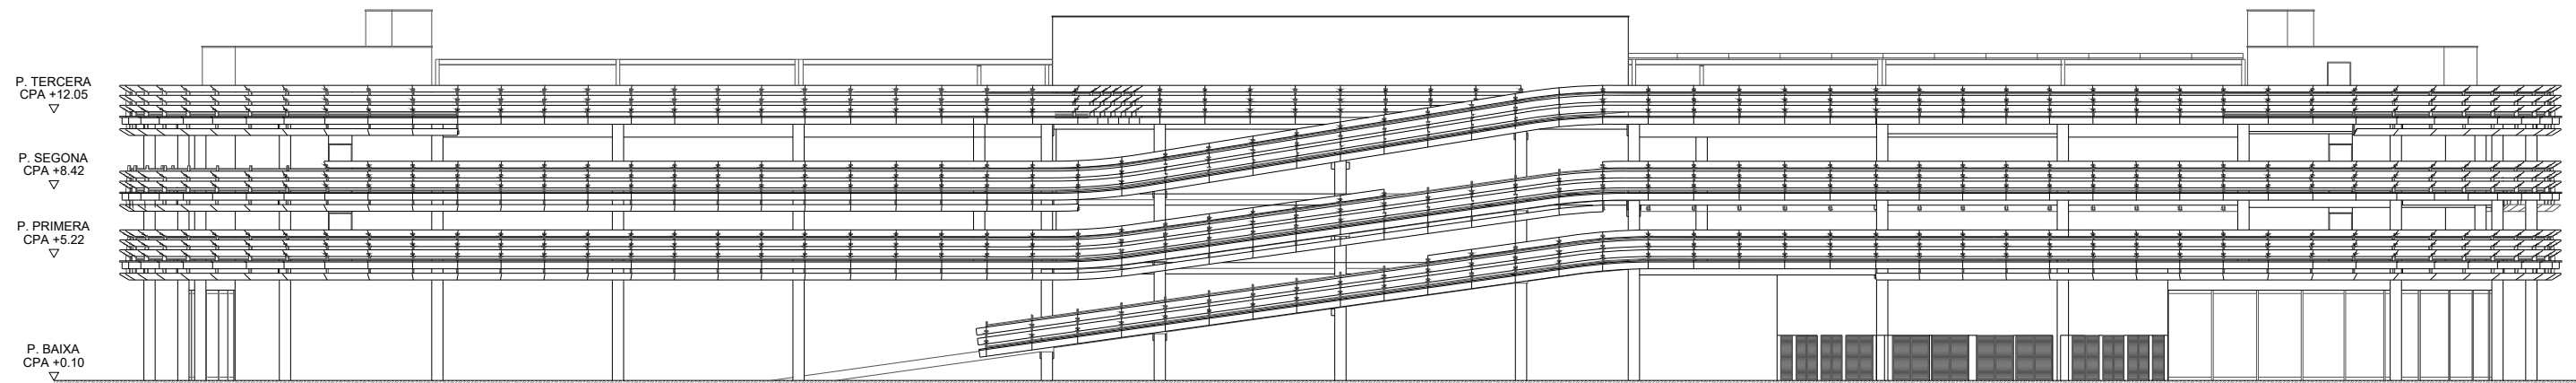 P. TERCERA
CPA +12.05
P. SEGONA
CPA +8.42
P. PRIMERA
CPA +5.22
P. BAIXA
CPA +0.10